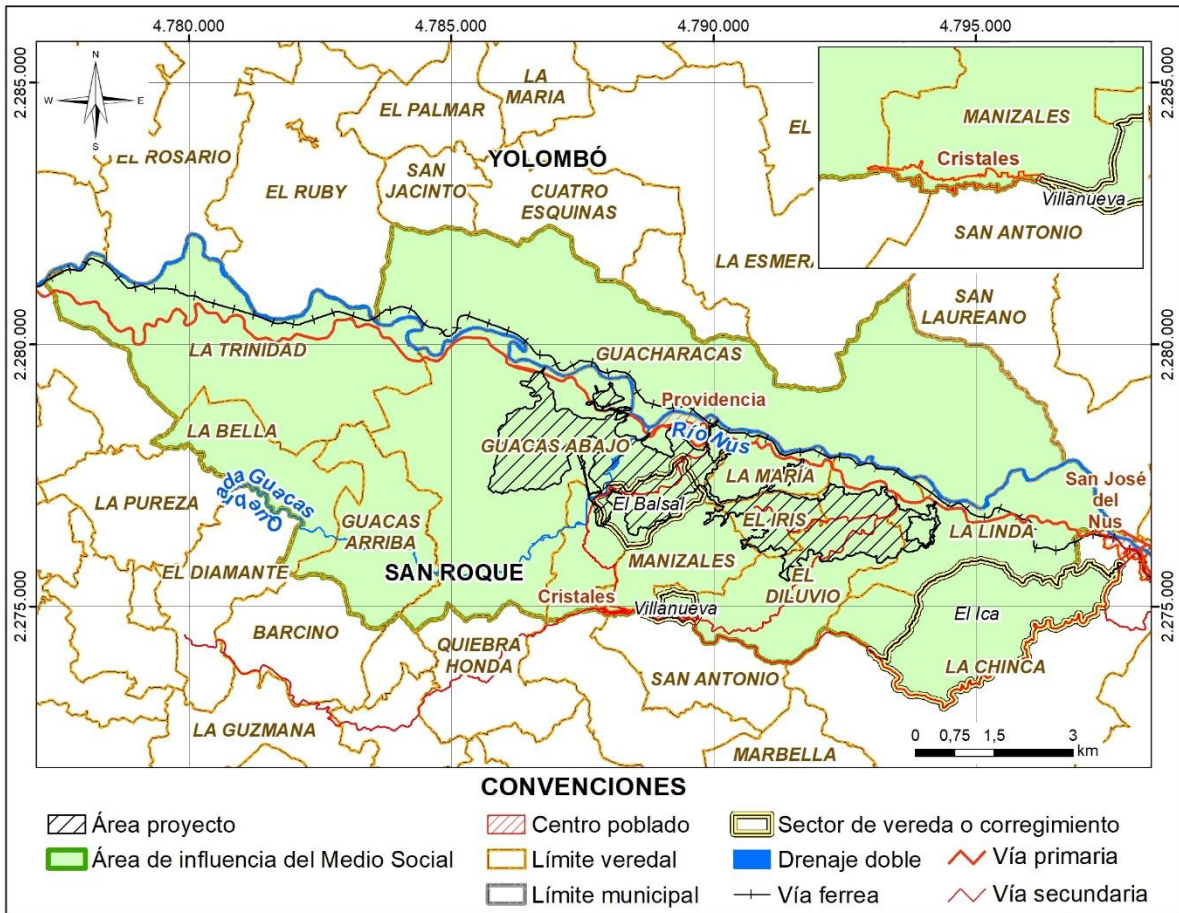 4.780.000
4.785.000
4.790.000
4.795.000
2.285.000
2.285.000
N
W
E
S
LA
MARIA
EL PALMAR
EL
EL ROSARIO
EL RUBY
SAN
JACINTO
YOLOMBÓ
CUATRO
ESQUINAS
LA ESMERA
MANIZALES
Cristales
Villanueva
SAN ANTONIO
SAN
LAUREANO
2.280.000
2.280.000
LA TRINIDAD
GUACHARACAS
Providencia
LA BELLA
GUACAS ABAJO
Río Nus
LA MARÍA
San José
del
Nus
LA PUREZA
Quebrada Guacas
El Balsal
EL IRIS
LA LINDA
GUACAS
ARRIBA
MANIZALES
EL DIAMANTE
SAN ROQUE
EL
DILUVIO
2.275.000
2.275.000
Cristales
Villanueva
El Ica
BARCINO
QUIEBRA
HONDA
SAN ANTONIO
LA CHINCA
LA GUZMANA
MARBELLA
0 0,75 1,5 3
km
CONVENCIONES
Área proyecto
Centro poblado
Sector de vereda o corregimiento
Área de influencia del Medio Social
Límite veredal
Drenaje doble
Vía primaria
Límite municipal
Vía ferrea
Vía secundaria